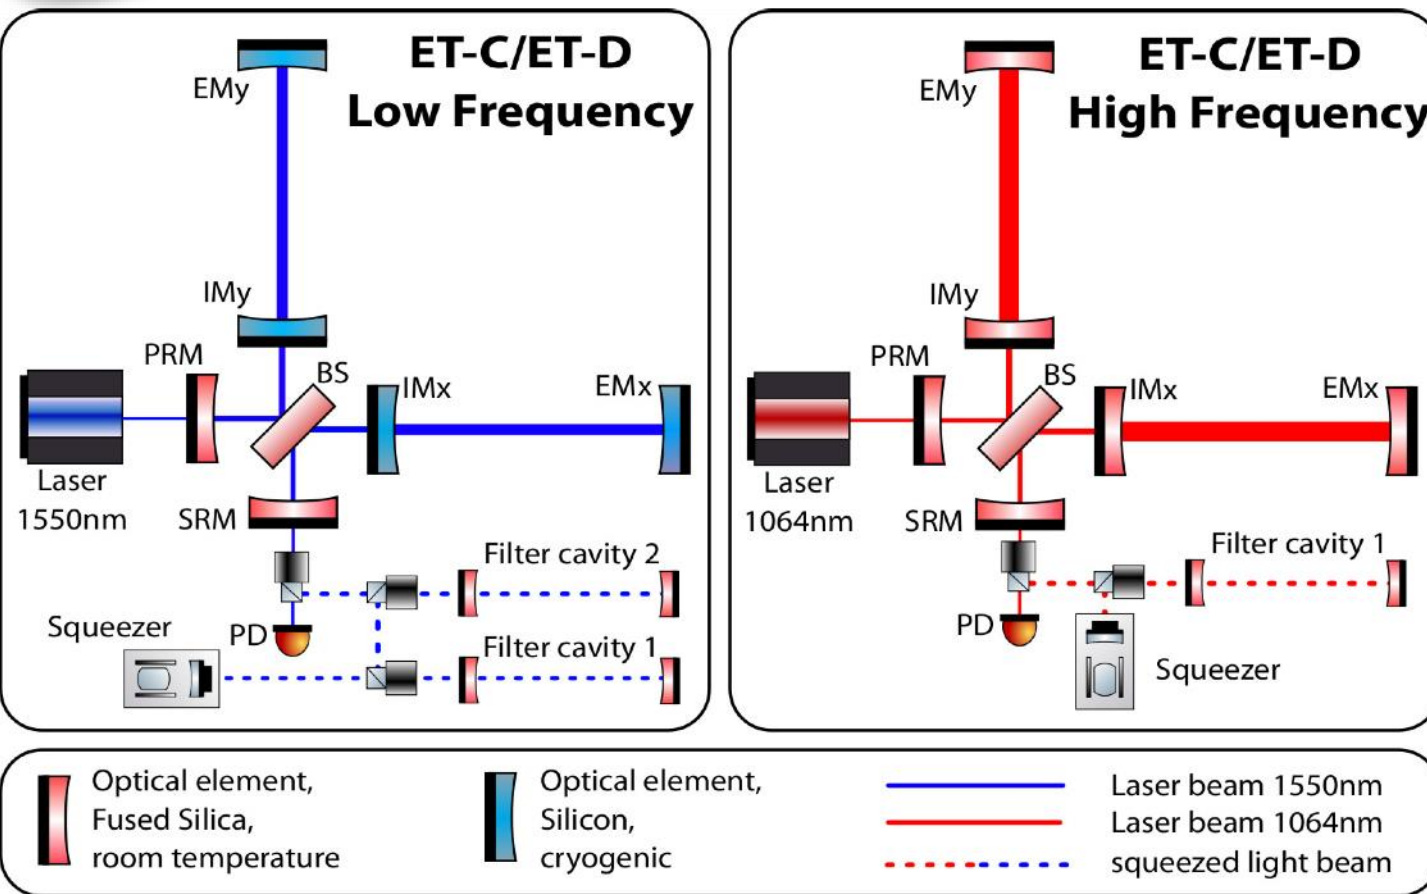 ET-C/ET-D
Low Frequency
EMy
IMy
PRM
BS
IMx
EMx
Laser
1550nm
SRM
Filter cavity 2
Squeezer
PD
Filter cavity 1
ET-C/ET-D
High Frequency
EMy
IMy
PRM
BS
IMx
EMx
Laser
1064nm
SRM
Filter cavity 1
PD
Squeezer
Optical element,
Fused Silica,
room temperature
Optical element,
Silicon,
cryogenic
Laser beam 1550nm
Laser beam 1064nm
squeezed light beam